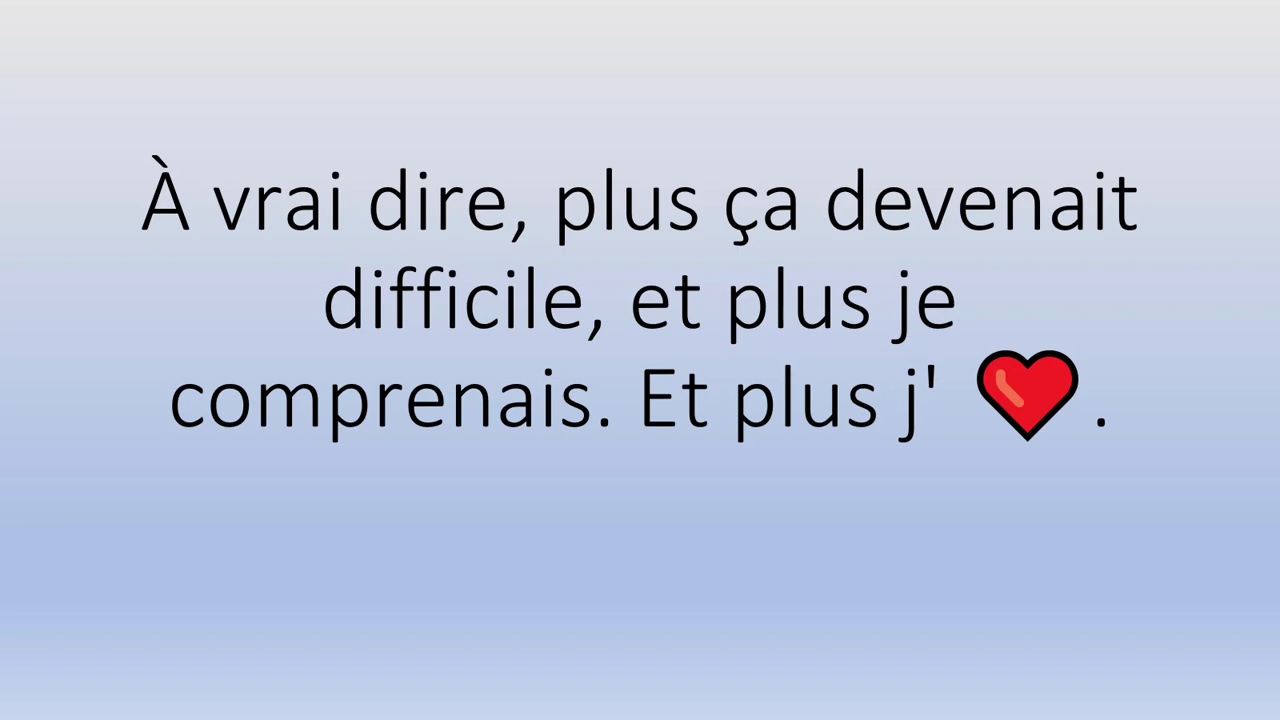 À vrai dire, plus ça devenait
difficile, et plus je
comprenais. Et plus j' ❤️.